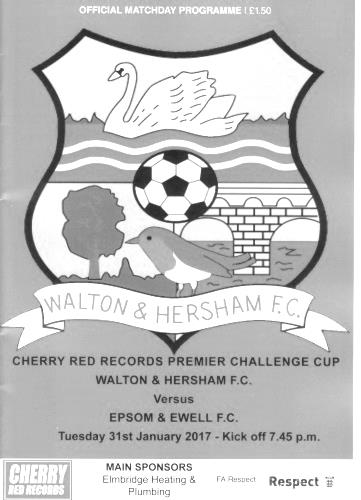 OFFICIAL MATCHDAY PROGRAMME | £1.50
WALTON & HERSHAM F.C.
CHERRY RED RECORDS PREMIER CHALLENGE CUP
WALTON & HERSHAM F.C.
Versus
EPSOM & EWELL F.C.
Tuesday 31st January 2017 - Kick off 7.45 p.m.
CHERRY
RED RECORDS
MAIN SPONSORS
Elmbridge Heating &
Plumbing
FA Respect
Respect